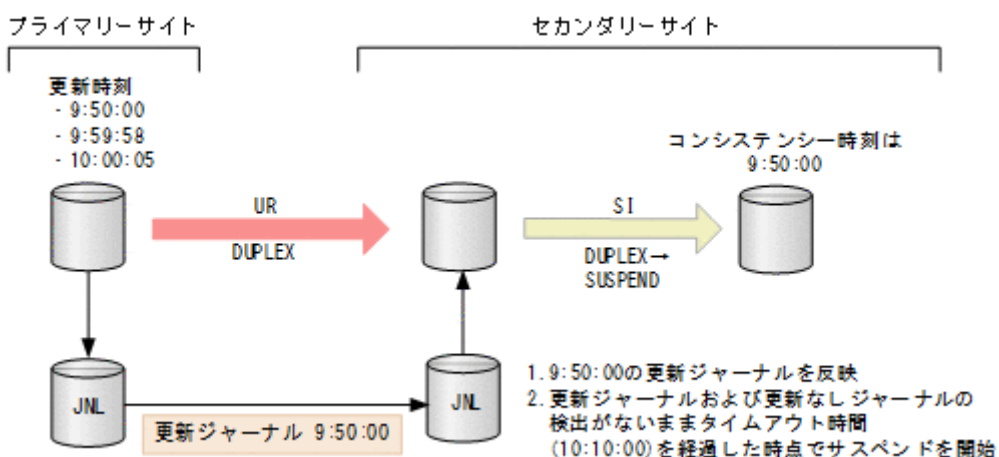 プライマリーサイト
セカンダリーサイト
更新時刻
- 9:50:00
- 9:59:58
- 10:00:05
コンシステンシー時刻は
9:50:00
UR
DUPLEX
SI
DUPLEX→
SUSPEND
JNL
JNL
更新ジャーナル 9:50:00
1.9:50:00の更新ジャーナルを反映
2.更新ジャーナルおよび更新なしジャーナルの
検出がないままタイムアウト時間
(10:10:00)を経過した時点でサスペンドを開始